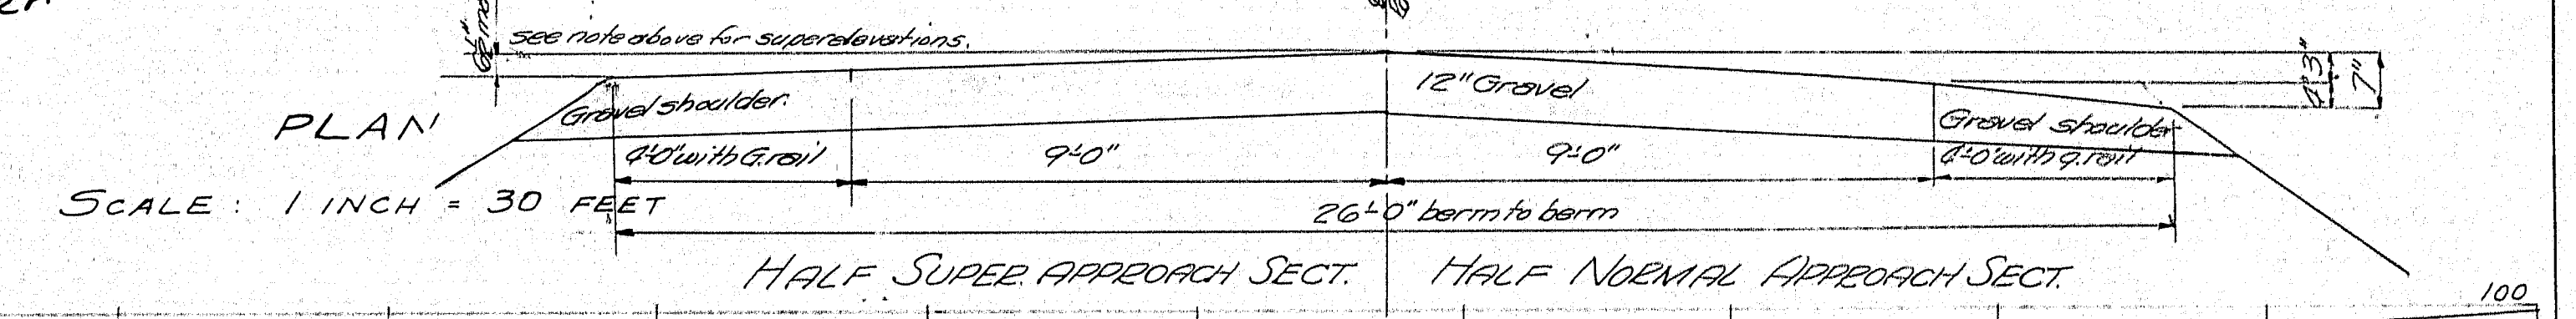 see note above for superelevations.
12" Gravel
4" 3"
7"
Gravel shoulder.
Gravel shoulder
PLAN
4'-0" with G.rail
9'-0"
9'-0"
4'-0" with g.rail
SCALE: 1 INCH = 30 FEET
26'-0" berm to berm
HALF SUPER. APPROACH SECT.
HALF NORMAL APPROACH SECT.
100